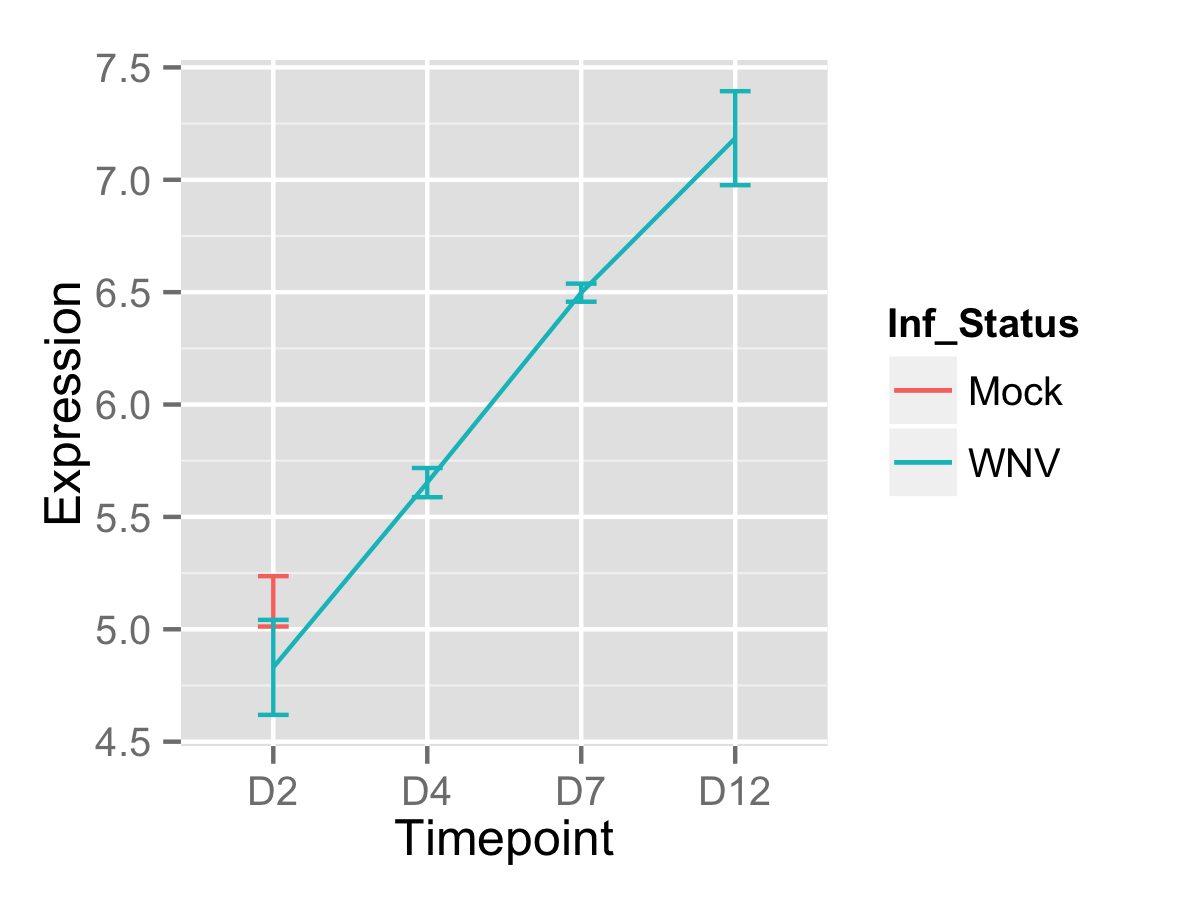 7.5
7.0
6.5
6.0
5.5
5.0
4.5
Expression
D2 D4 D7 D12
Timepoint
Inf_Status
Mock
WNV